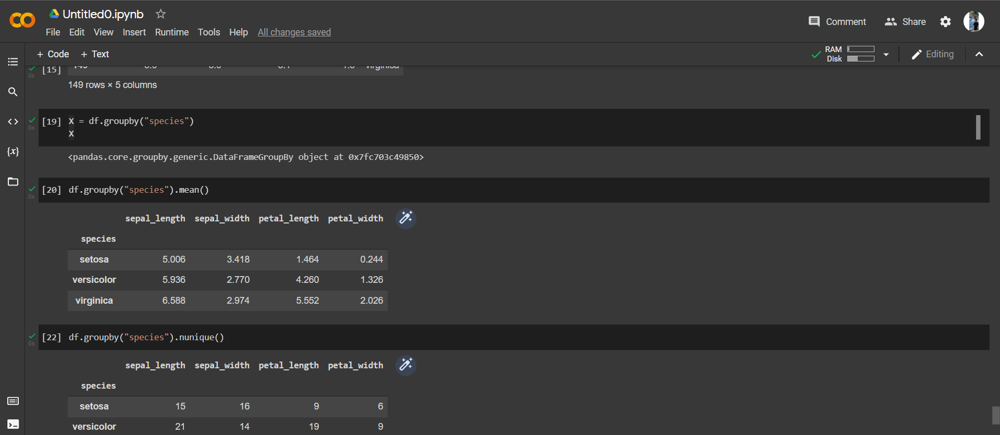 Untitled0.ipynb
File Edit View Insert Runtime Tools Help All changes saved
Comment Share
+ Code + Text
RAM
Disk
Editing
[15] 149 virginica
0s
149 rows × 5 columns
[19] X = df.groupby("species")
0s
X
<pandas.core.groupby.generic.DataFrameGroupBy object at 0x7fc703c49850>
[20] df.groupby("species").mean()
0s
sepal_length sepal_width petal_length petal_width
species
setosa 5.006 3.418 1.464 0.244
versicolor 5.936 2.770 4.260 1.326
virginica 6.588 2.974 5.552 2.026
[22] df.groupby("species").nunique()
0s
sepal_length sepal_width petal_length petal_width
species
setosa 15 16 9 6
versicolor 21 14 19 9